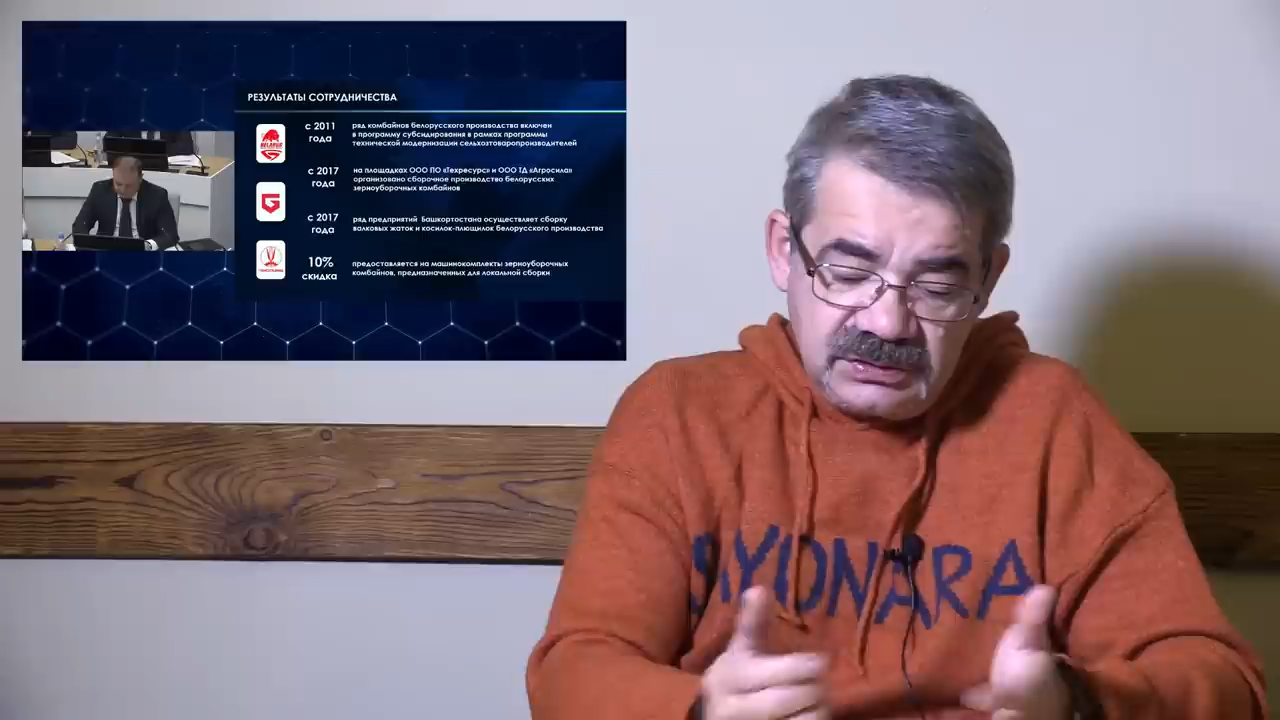 РЕЗУЛЬТАТЫ СОТРУДНИЧЕСТВА
с 2011
года
ряд комбайнов белорусского производства включен
в программу субсидирования в рамках программы
технической модернизации сельхозтоваропроизводителей
с 2017
года
на площадках ООО ПО «Техресурс» и ООО ТД «Агросила»
организовано сборочное производство белорусских
зерноуборочных комбайнов
с 2017
года
ряд предприятий Башкортостана осуществляет сборку
валковых жаток и косилок-плющилок белорусского производства
10%
скидка
предоставляется на машинокомплекты зерноуборочных
комбайнов, предназначенных для локальной сборки
BELARUS
SYONARA